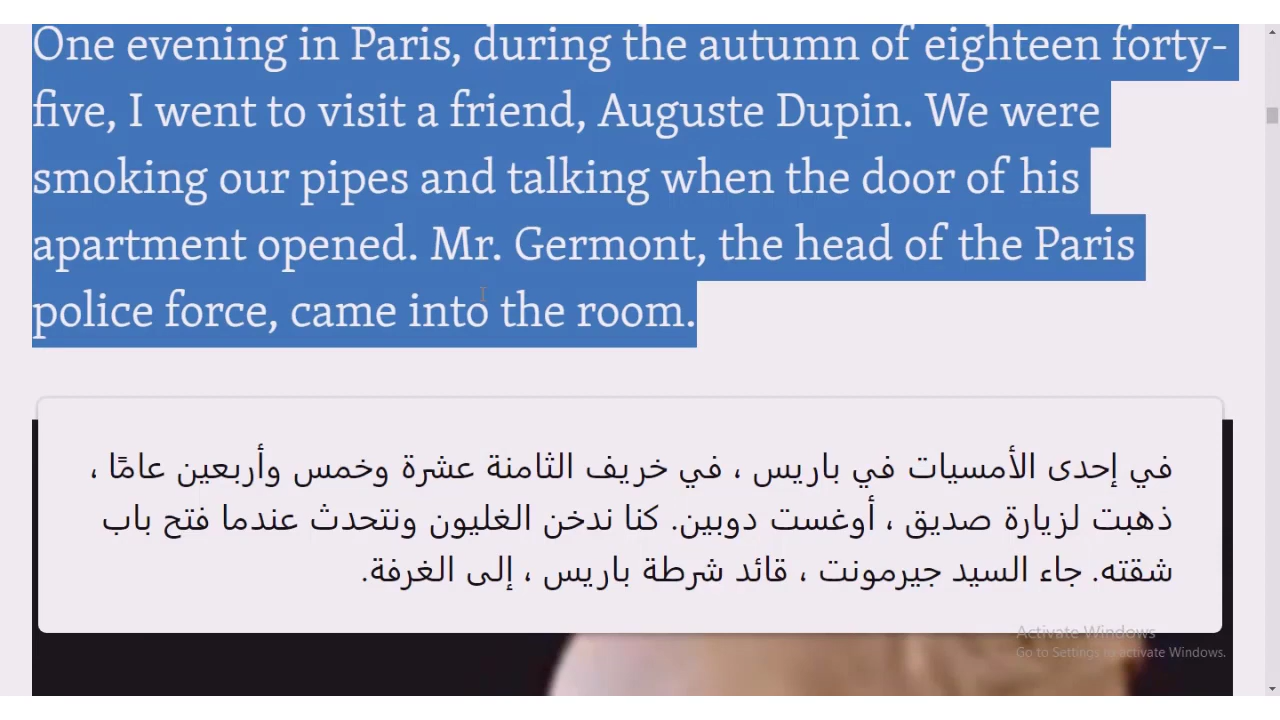 One evening in Paris, during the autumn of eighteen forty-
five, I went to visit a friend, Auguste Dupin. We were
smoking our pipes and talking when the door of his
apartment opened. Mr. Germont, the head of the Paris
police force, came into the room.
في إحدى الأمسيات في باريس ، في خريف الثامنة عشرة وخمس وأربعين عامًا ،
ذهبت لزيارة صديق ، أوغست دوبين. كنا ندخن الغليون ونتحدث عندما فتح باب
شقته. جاء السيد جيرمونت ، قائد شرطة باريس ، إلى الغرفة.
Activate Windows
Go to Settings to activate Windows.